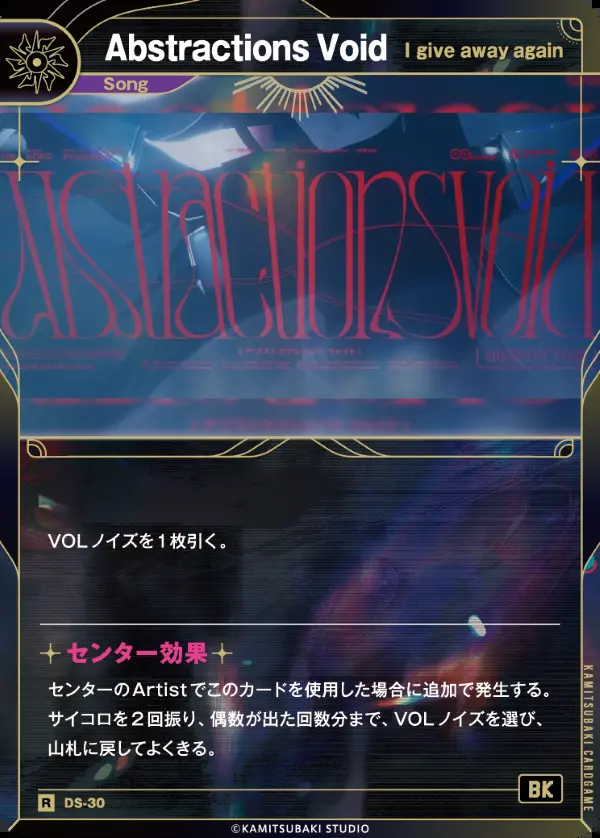 Abstractions Void I give away again
Song
AbstractionsVoid
VOLノイズを1枚引く。
センター効果
センターのArtistでこのカードを使用した場合に追加で発生する。
サイコロを2回振り、偶数が出た回数分まで、VOLノイズを選び、
山札に戻してよくきる。
KAMITSUBAKI CARDGAME
BK
R DS-30
©KAMITSUBAKI STUDIO